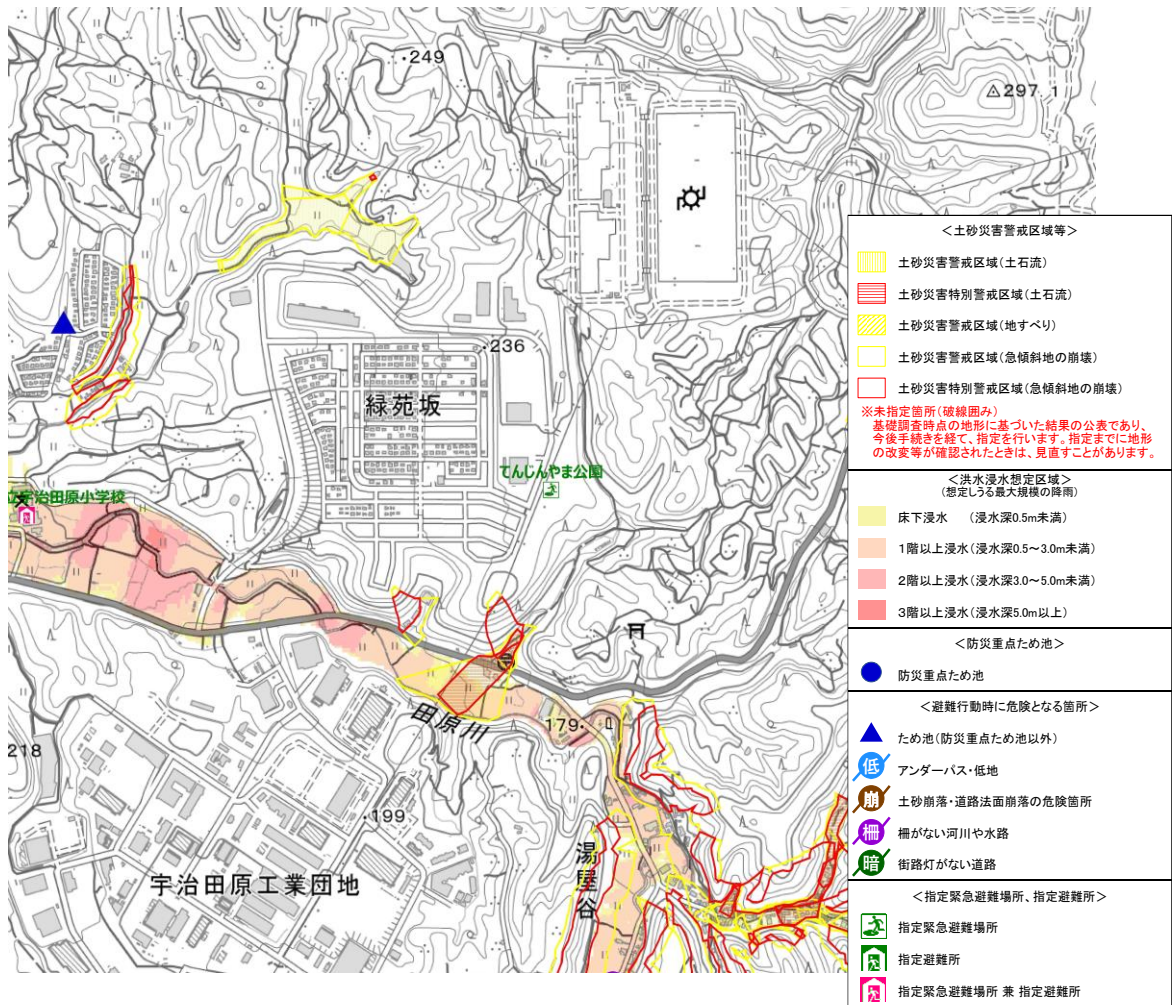 249
297.1
236
緑苑坂
てんじんやま公園
立宇治田原小学校
田原川
179
218
199
湯屋谷
宇治田原工業団地
＜土砂災害警戒区域等＞
土砂災害警戒区域(土石流)
土砂災害特別警戒区域(土石流)
土砂災害警戒区域(地すべり)
土砂災害警戒区域(急傾斜地の崩壊)
土砂災害特別警戒区域(急傾斜地の崩壊)
※未指定箇所(破線囲み)
基礎調査時点の地形に基づいた結果の公表であり、
今後手続きを経て、指定を行います。指定までに地形
の改変等が確認されたときは、見直すことがあります。
＜洪水浸水想定区域＞
(想定しうる最大規模の降雨)
床下浸水　(浸水深0.5m未満)
1階以上浸水(浸水深0.5～3.0m未満)
2階以上浸水(浸水深3.0～5.0m未満)
3階以上浸水(浸水深5.0m以上)
＜防災重点ため池＞
防災重点ため池
＜避難行動時に危険となる箇所＞
ため池(防災重点ため池以外)
低 アンダーパス・低地
崩 土砂崩落・道路法面崩落の危険箇所
柵 柵がない河川や水路
暗 街路灯がない道路
＜指定緊急避難場所、指定避難所＞
指定緊急避難場所
指定避難所
指定緊急避難場所 兼 指定避難所